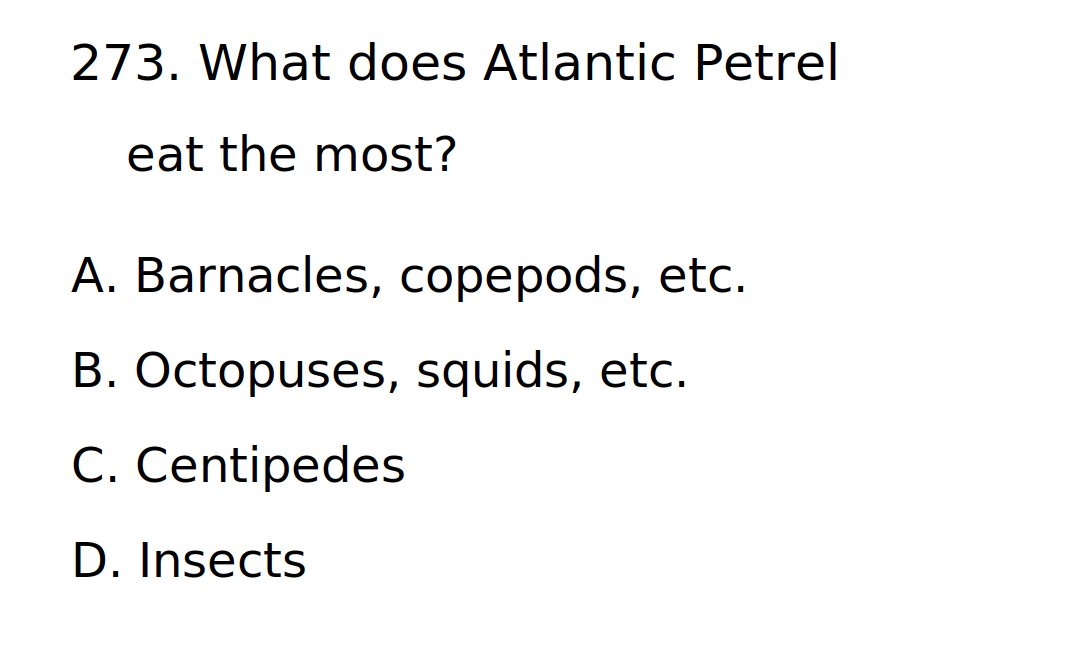 273. What does Atlantic Petrel
eat the most?
A. Barnacles, copepods, etc.
B. Octopuses, squids, etc.
C. Centipedes
D. Insects